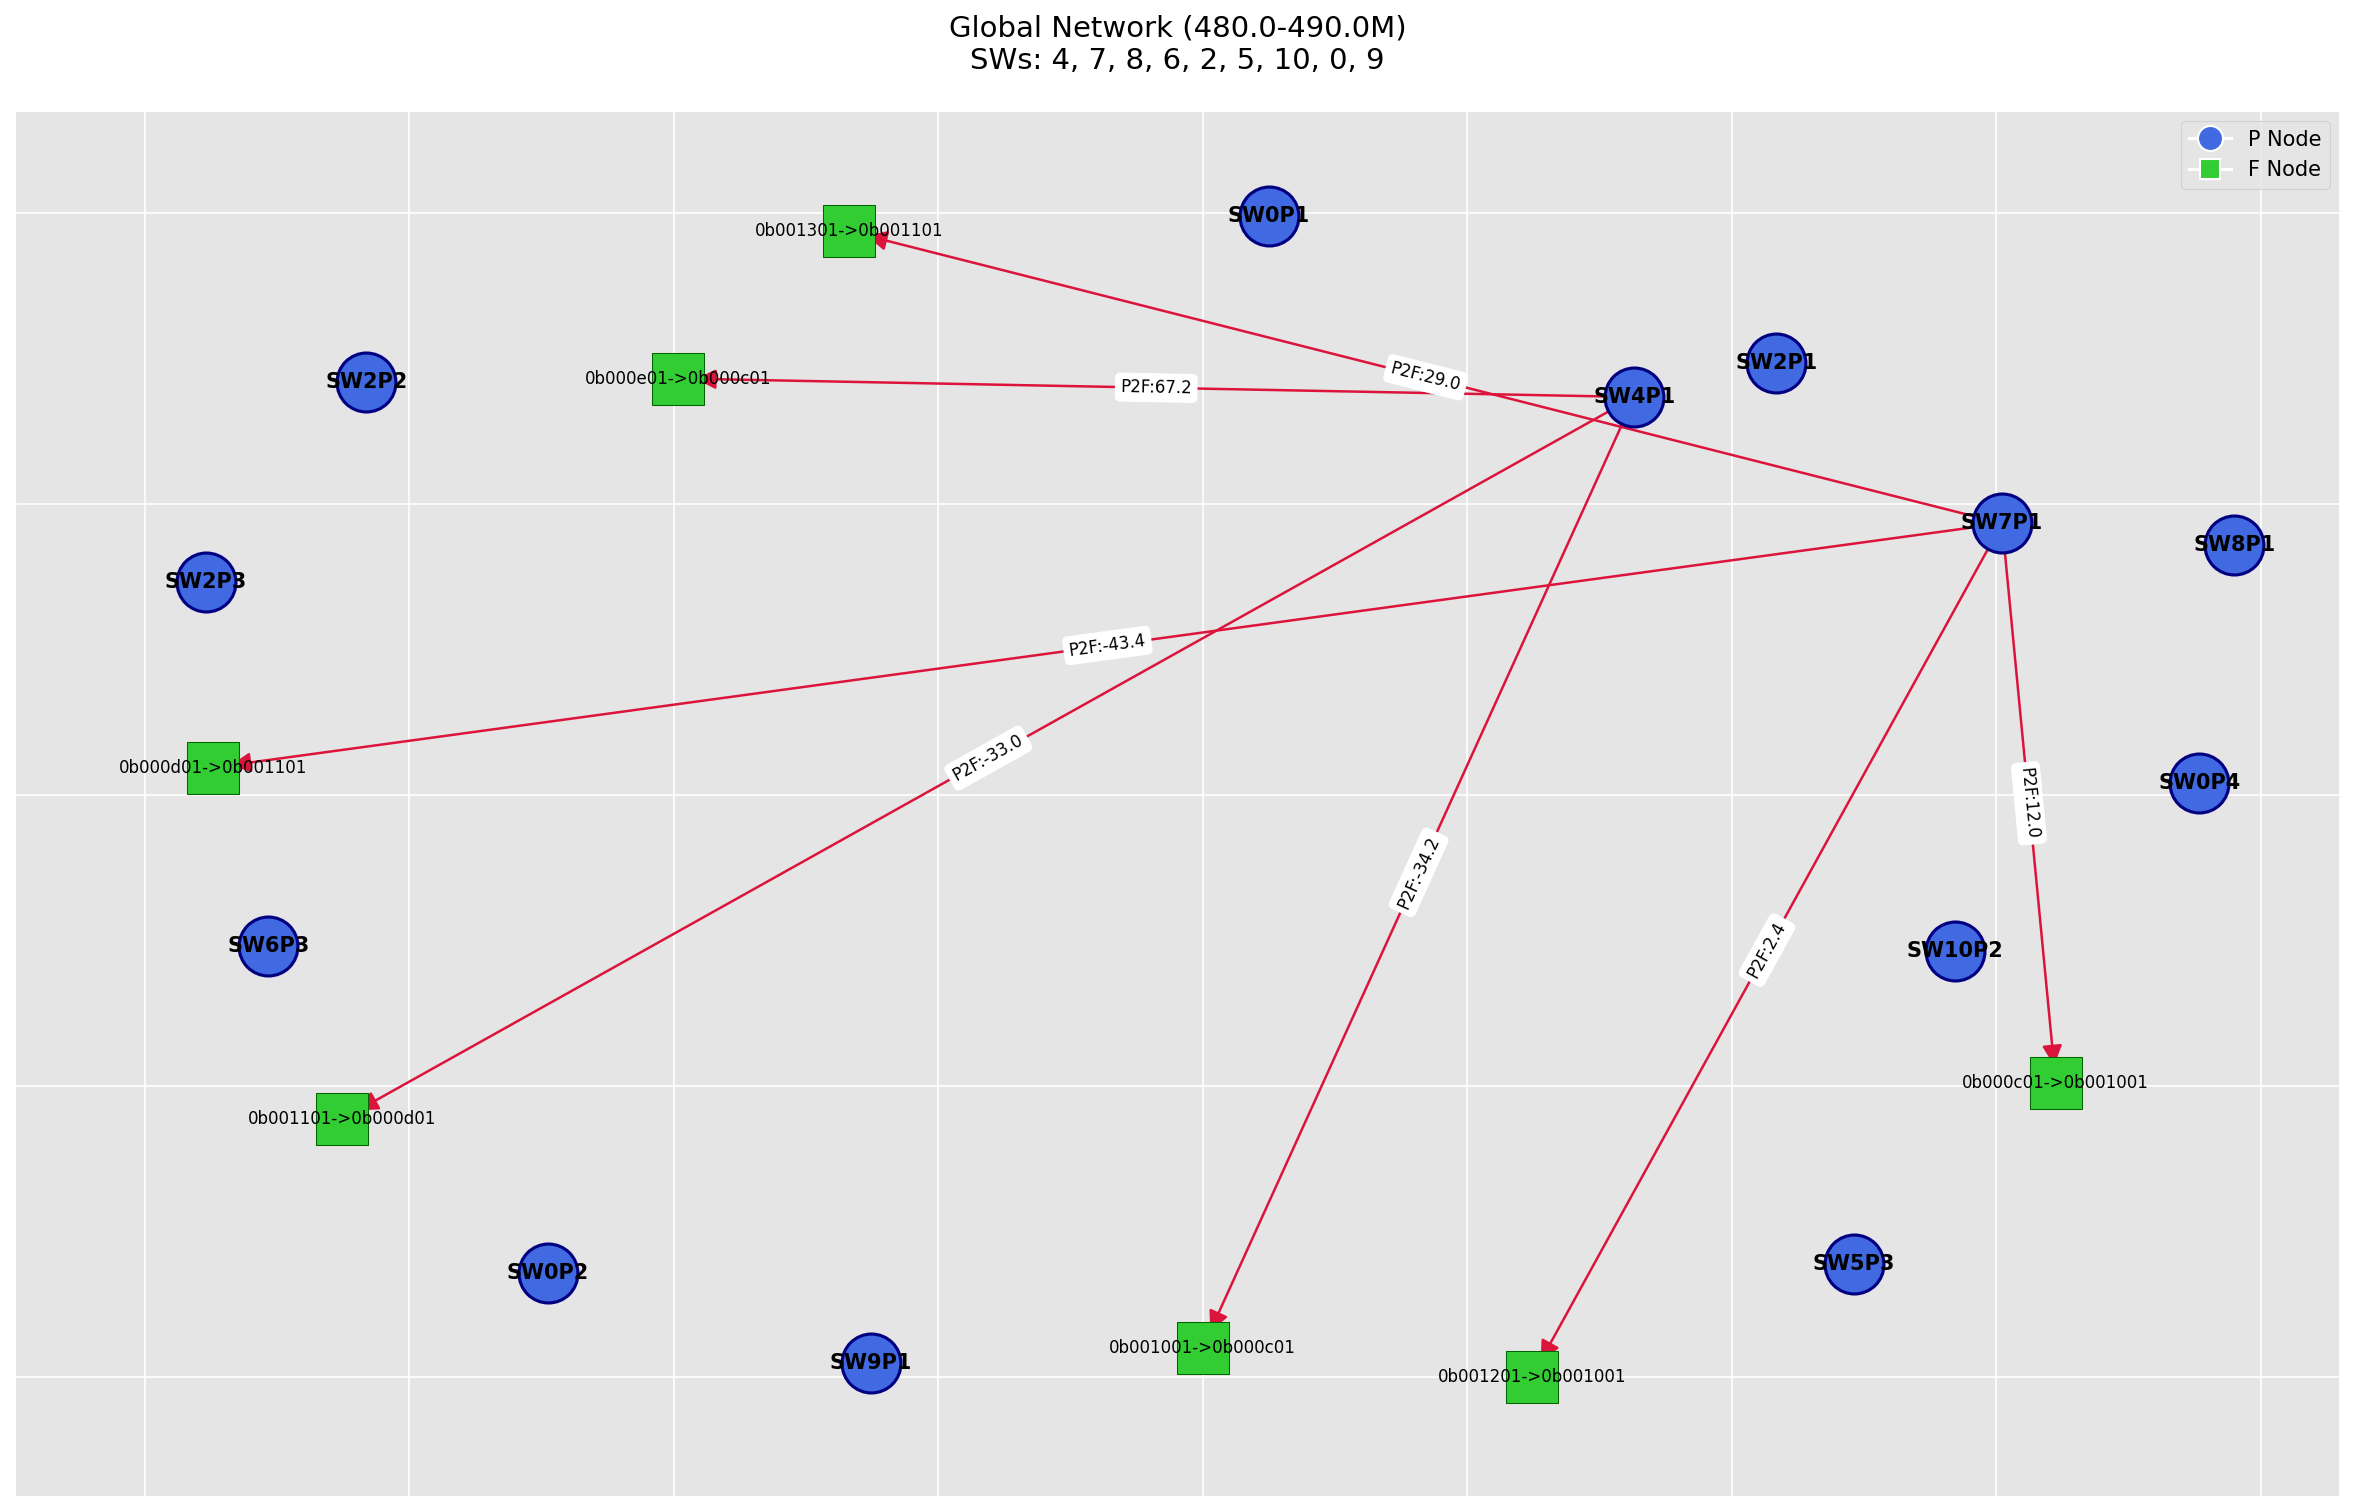 Global Network (480.0-490.0M)
SWs: 4, 7, 8, 6, 2, 5, 10, 0, 9
P Node
F Node
SW0P1
0b001301->0b001101
SW2P1
P2F:29.0
SW2P2
0b000e01->0b000c01
P2F:67.2
SW4P1
SW7P1
SW8P1
SW2P3
P2F:-43.4
0b000d01->0b001101
P2F:-33.0
SW0P4
P2F:12.0
P2F:-34.2
SW6P3
P2F:2.4
SW10P2
0b000c01->0b001001
0b001101->0b000d01
SW0P2
SW5P3
0b001001->0b000c01
SW9P1
0b001201->0b001001